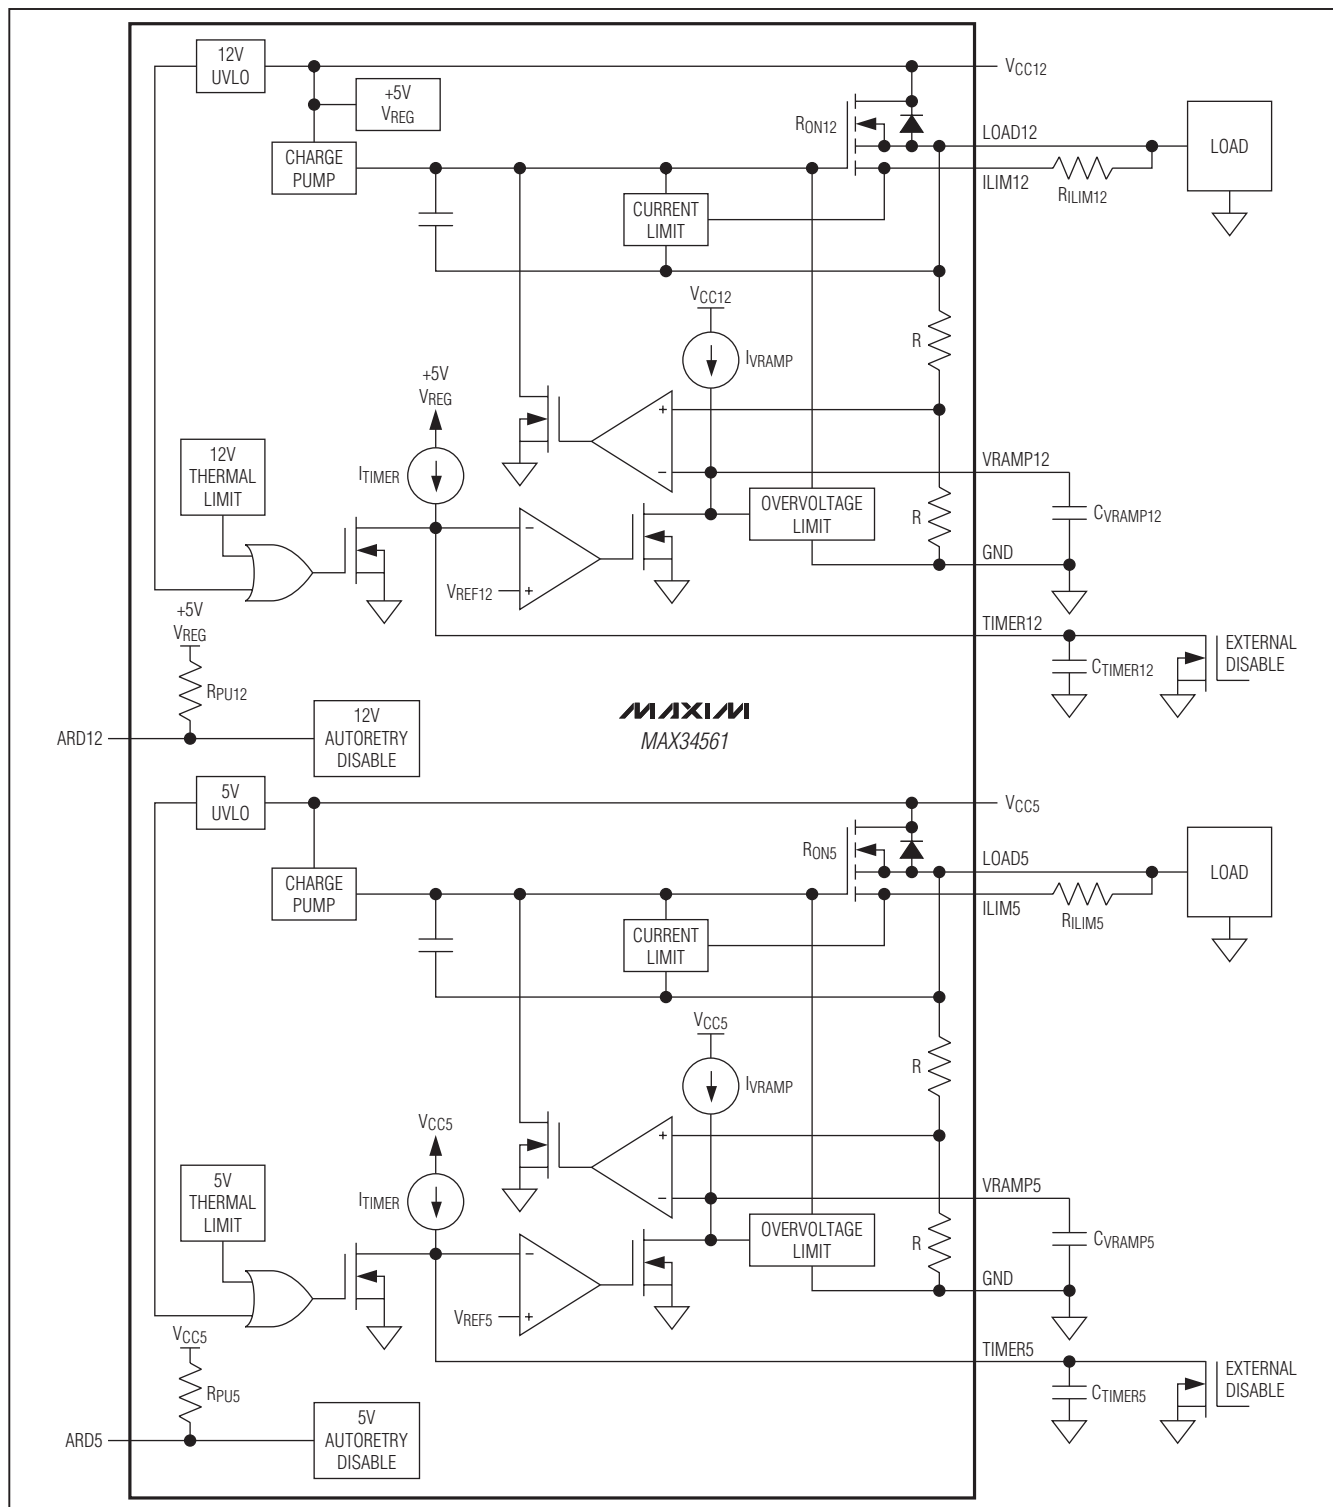 12V
UVLO
VCC12
+5V
VREG
RON12
LOAD12
LOAD
CHARGE
PUMP
ILIM12
RILIM12
CURRENT
LIMIT
VCC12
R
IVRAMP
+5V
VREG
+
12V
THERMAL
LIMIT
ITIMER
−
VRAMP12
OVERVOLTAGE
LIMIT
R
CVRAMP12
−
GND
VREF12
+
+5V
VREG
TIMER12
EXTERNAL
DISABLE
CTIMER12
RPU12
12V
AUTORETRY
DISABLE
MAXIM
MAX34561
ARD12
5V
UVLO
VCC5
RON5
LOAD5
LOAD
CHARGE
PUMP
ILIM5
RILIM5
CURRENT
LIMIT
VCC5
R
IVRAMP
VCC5
+
5V
THERMAL
LIMIT
ITIMER
−
VRAMP5
OVERVOLTAGE
LIMIT
R
CVRAMP5
−
GND
VREF5
+
VCC5
TIMER5
EXTERNAL
DISABLE
CTIMER5
RPU5
5V
AUTORETRY
DISABLE
ARD5